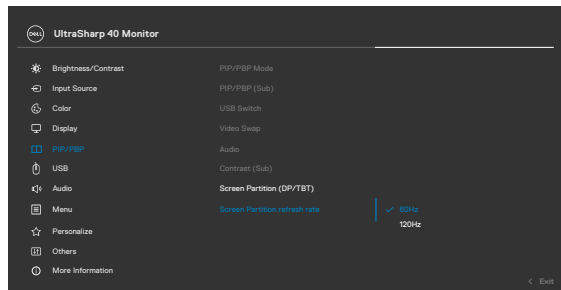 DELL UltraSharp 40 Monitor
Brightness/Contrast PIP/PBP Mode
Input Source PIP/PBP (Sub)
Color USB Switch
Display Video Swap
PIP/PBP Audio
USB Contrast (Sub)
Audio Screen Partition (DP/TBT)
Menu Screen Partition refresh rate 60Hz
120Hz
Personalize
Others
More Information
Exit